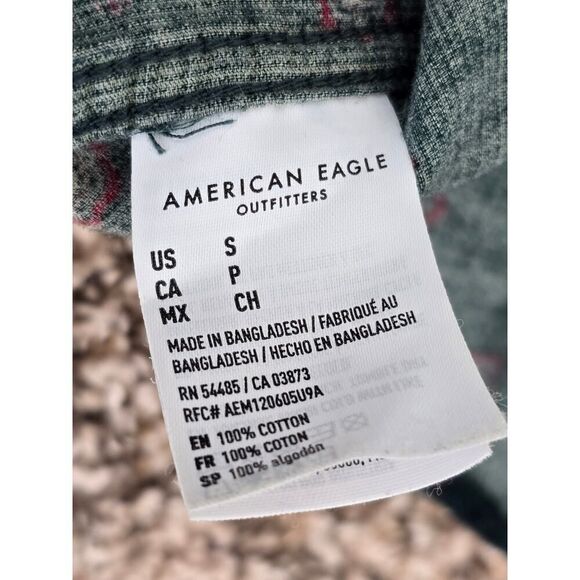 AMERICAN EAGLE
OUTFITTERS
US S
CA P
MX CH
MADE IN BANGLADESH / FABRIQUÉ AU
BANGLADESH / HECHO EN BANGLADESH
RN 54485 / CA 03873
RFC# AEM120605U9A
EN 100% COTTON
FR 100% COTON
SP 100% algodón